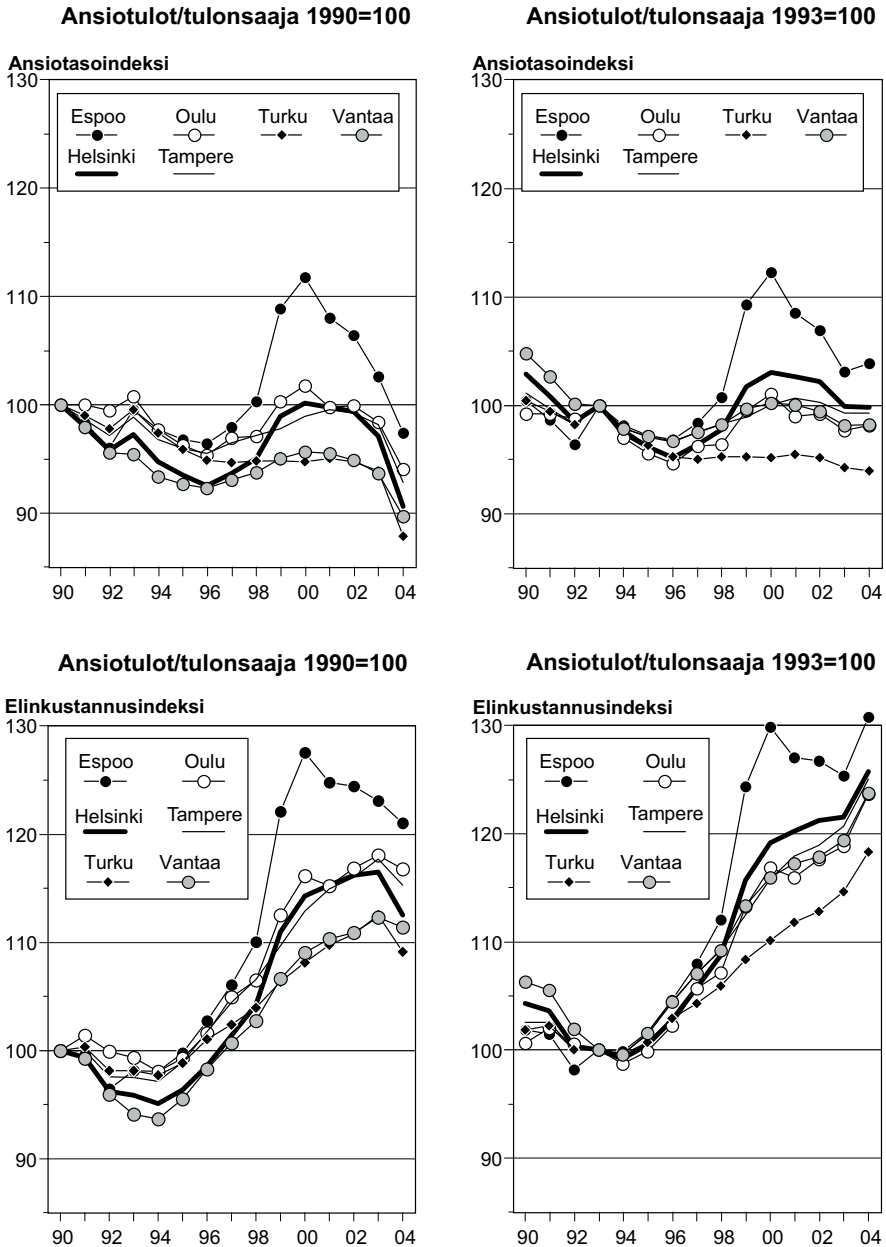 Ansiotulot/tulonsaaja 1990=100
Ansiotasoindeksi
130
120
110
100
90
Espoo Oulu Turku Vantaa
Helsinki Tampere
90 92 94 96 98 00 02 04
Ansiotulot/tulonsaaja 1993=100
Ansiotasoindeksi
130
120
110
100
90
Espoo Oulu Turku Vantaa
Helsinki Tampere
90 92 94 96 98 00 02 04
Ansiotulot/tulonsaaja 1990=100
Elinkustannusindeksi
130
120
110
100
90
Espoo Oulu
Helsinki Tampere
Turku Vantaa
90 92 94 96 98 00 02 04
Ansiotulot/tulonsaaja 1993=100
Elinkustannusindeksi
130
120
110
100
90
Espoo Oulu
Helsinki Tampere
Turku Vantaa
90 92 94 96 98 00 02 04